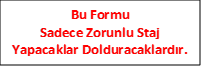 Bu Formu
Sadece Zorunlu Staj
Yapacaklar Dolduracaklardır.